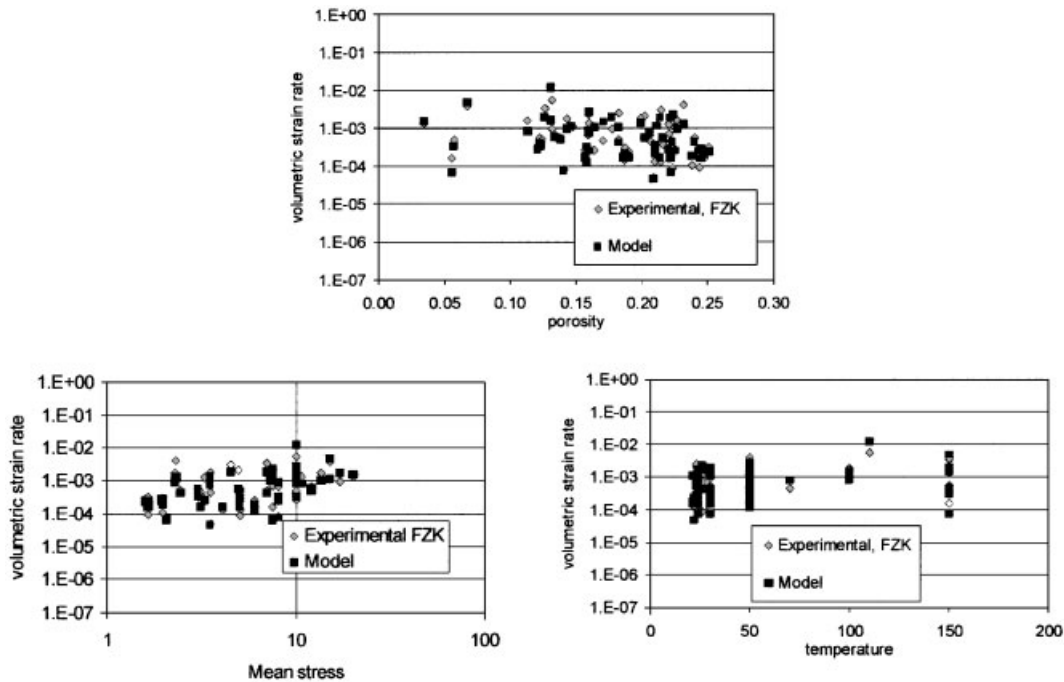 1.E+00
1.E-01
1.E-02
1.E-03
1.E-04
1.E-05
1.E-06
1.E-07
volumetric strain rate
Experimental, FZK
Model
0.00 0.05 0.10 0.15 0.20 0.25 0.30
porosity
1.E+00
1.E-01
1.E-02
1.E-03
1.E-04
1.E-05
1.E-06
1.E-07
volumetric strain rate
Experimental FZK
Model
1 10 100
Mean stress
1.E+00
1.E-01
1.E-02
1.E-03
1.E-04
1.E-05
1.E-06
1.E-07
volumetric strain rate
Experimental, FZK
Model
0 50 100 150 200
temperature